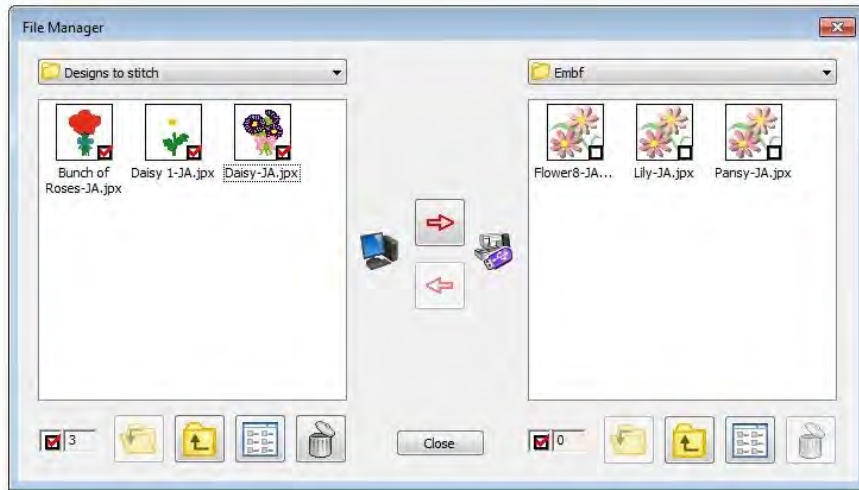 File Manager
Designs to stitch
Embf
Bunch of
Roses-JA.jpx
Daisy 1-JA.jpx
Daisy-JA.jpx
Flower8-JA...
Lily-JA.jpx
Pansy-JA.jpx
3
Close
0